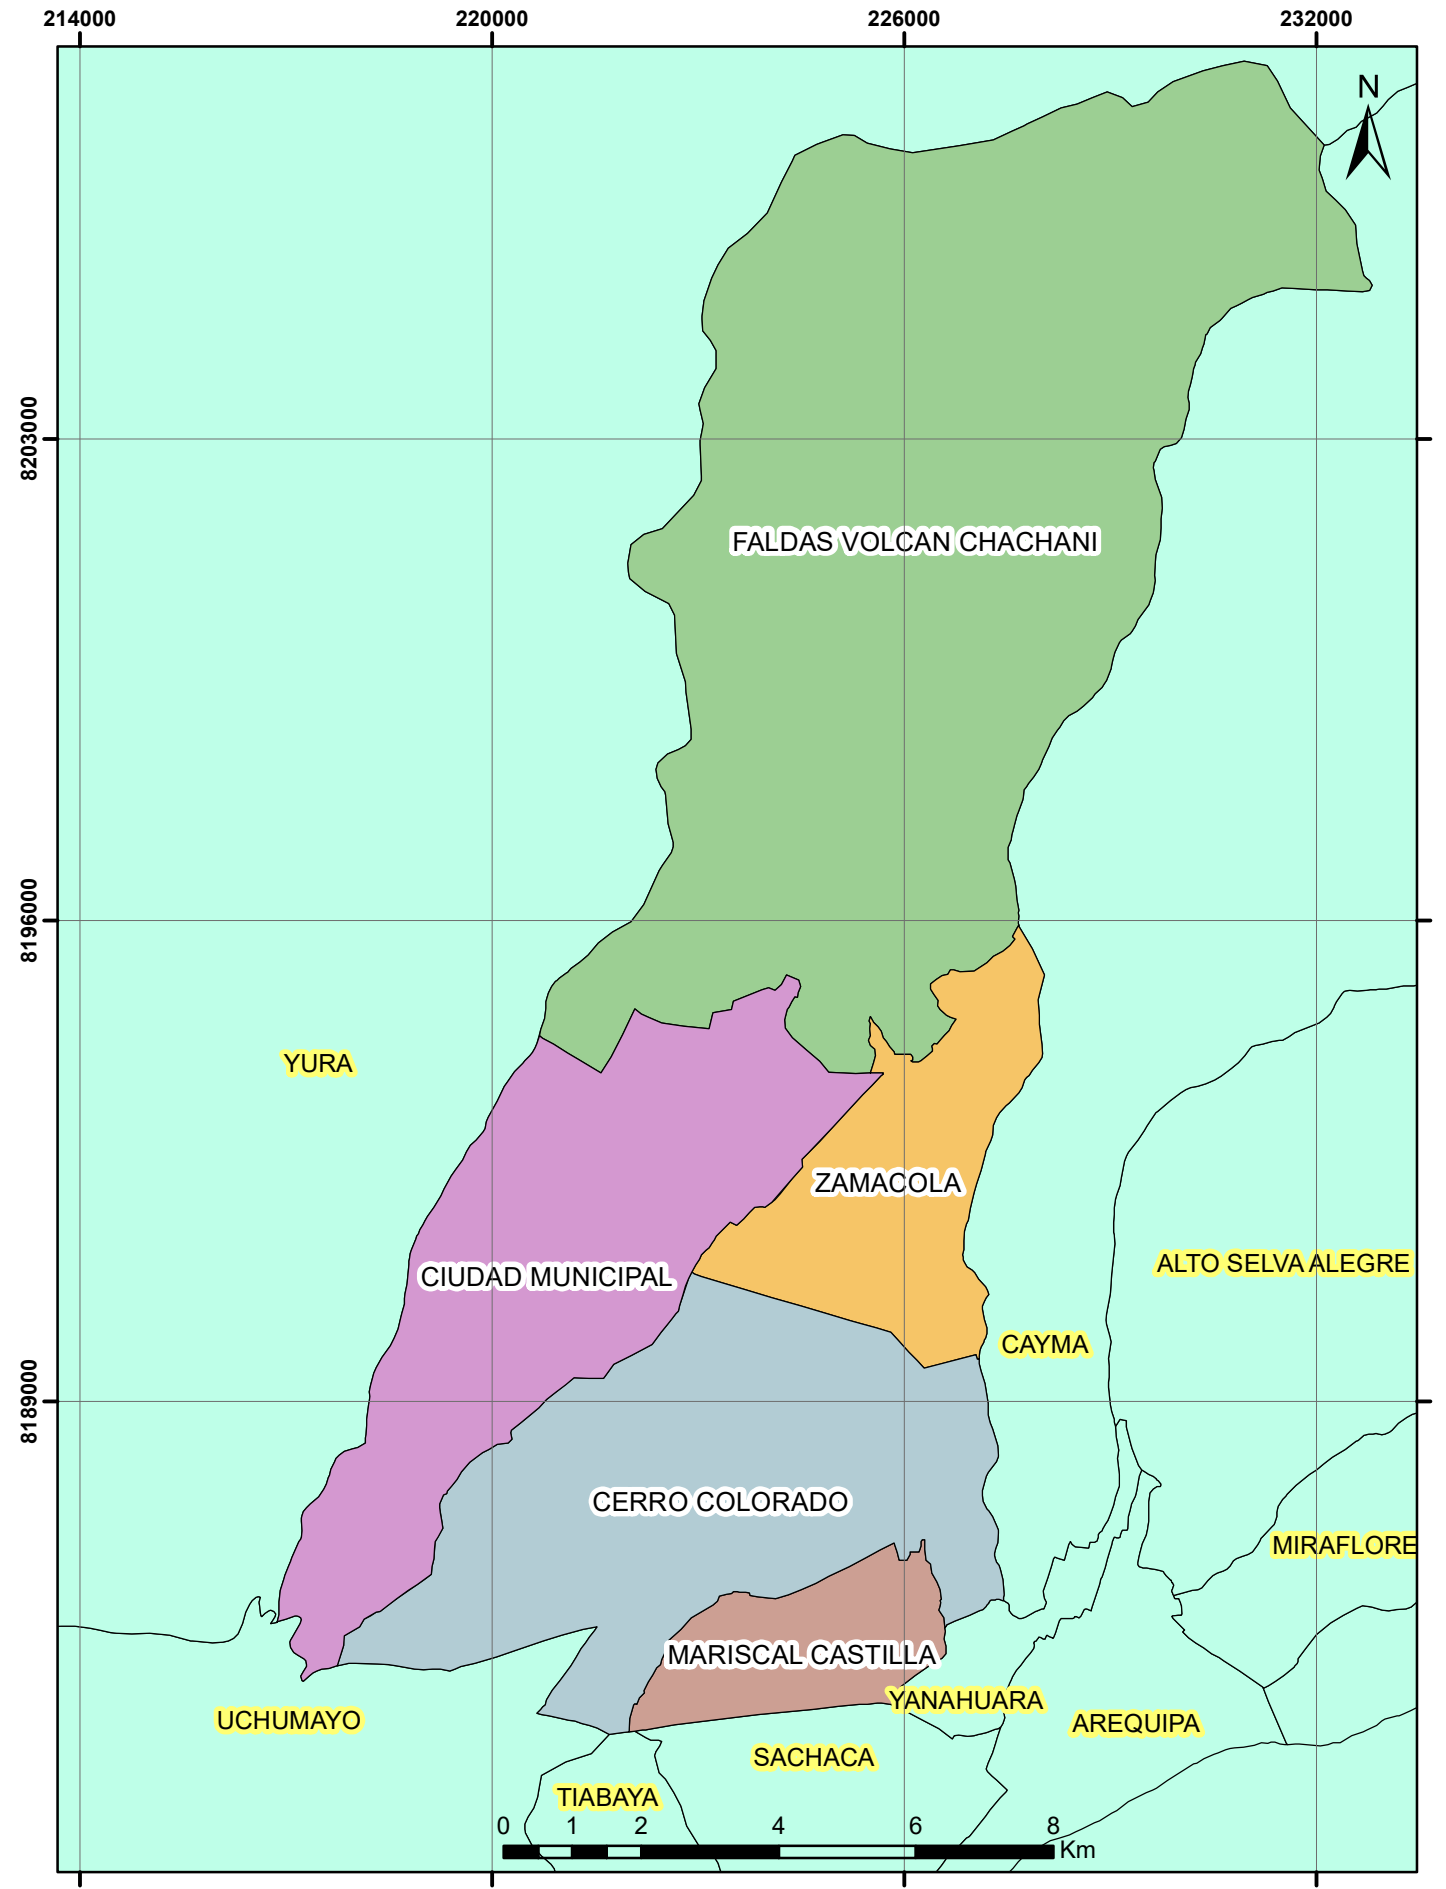 214000
220000
226000
232000
N
8203000
FALDAS VOLCAN CHACHANI
8196000
YURA
ZAMACOLA
ALTO SELVA ALEGRE
CIUDAD MUNICIPAL
CAYMA
8189000
CERRO COLORADO
MIRAFLORE
MARISCAL CASTILLA
YANAHUARA
UCHUMAYO
AREQUIPA
SACHACA
TIABAYA
0 1 2 4 6 8
Km